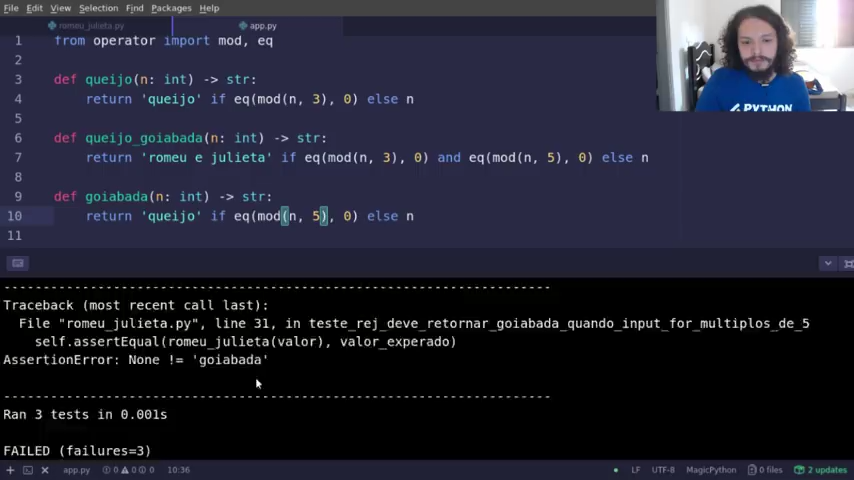 File Edit Selection Find Packages Help
romeu_julieta.py
app.py
1 from operator import mod, eq
2
3 def queijo(n: int) -> str:
4 return 'queijo' if eq(mod(n, 3), 0) else n
5
6 def queijo_goiabada(n: int) -> str:
7 return 'romeu e julieta' if eq(mod(n, 3), 0) and eq(mod(n, 5), 0) else n
8
9 def goiabada(n: int) -> str:
10 return 'queijo' if eq(mod(n, 5), 0) else n
11
PYTHON
--------------------------------------------------------------------
Traceback (most recent call last):
File "romeu_julieta.py", line 31, in teste_rej_deve_retornar_goiabada_quando_input_for_multiplos_de_5
self.assertEqual(romeu_julieta(valor), valor_experado)
AssertionError: None != 'goiabada'
--------------------------------------------------------------------
Ran 3 tests in 0.001s
FAILED (failures=3)
app.py 0 0 0 10:36 LF UTF-8 MagicPython 0 files 2 updates